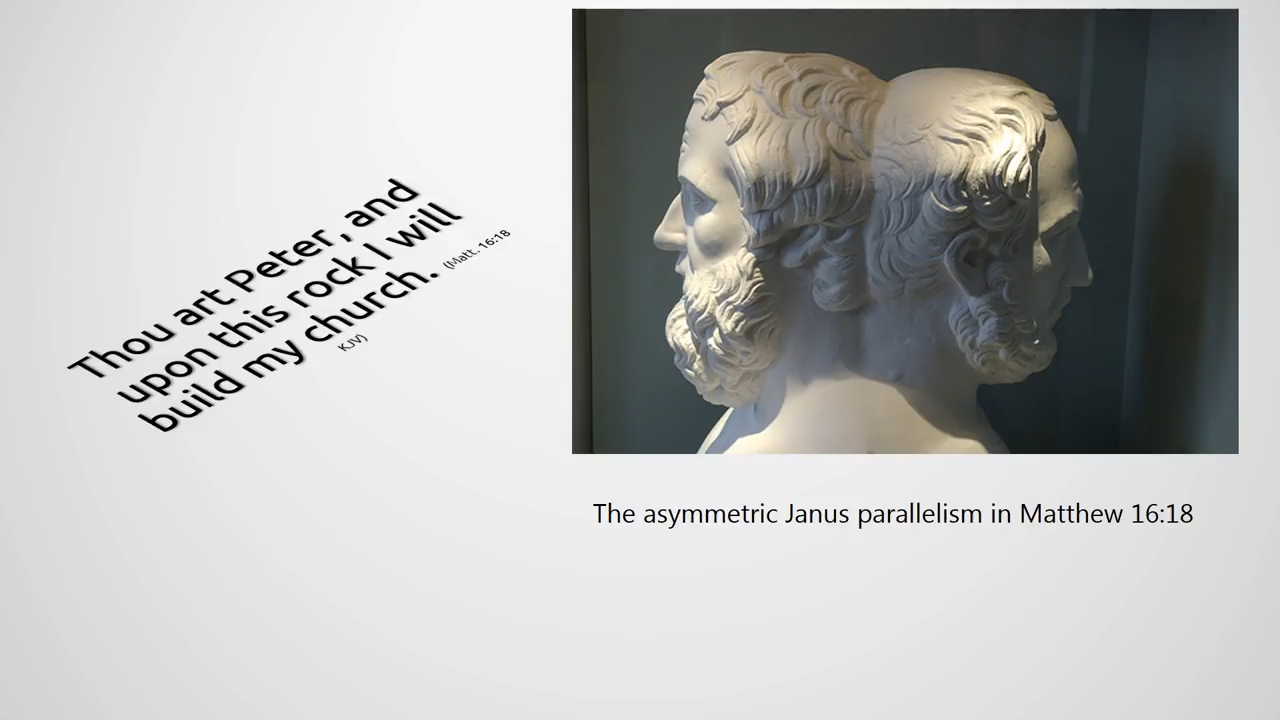 Thou art Peter, and
upon this rock I will
build my church. (Matt. 16:18
KJV)
The asymmetric Janus parallelism in Matthew 16:18